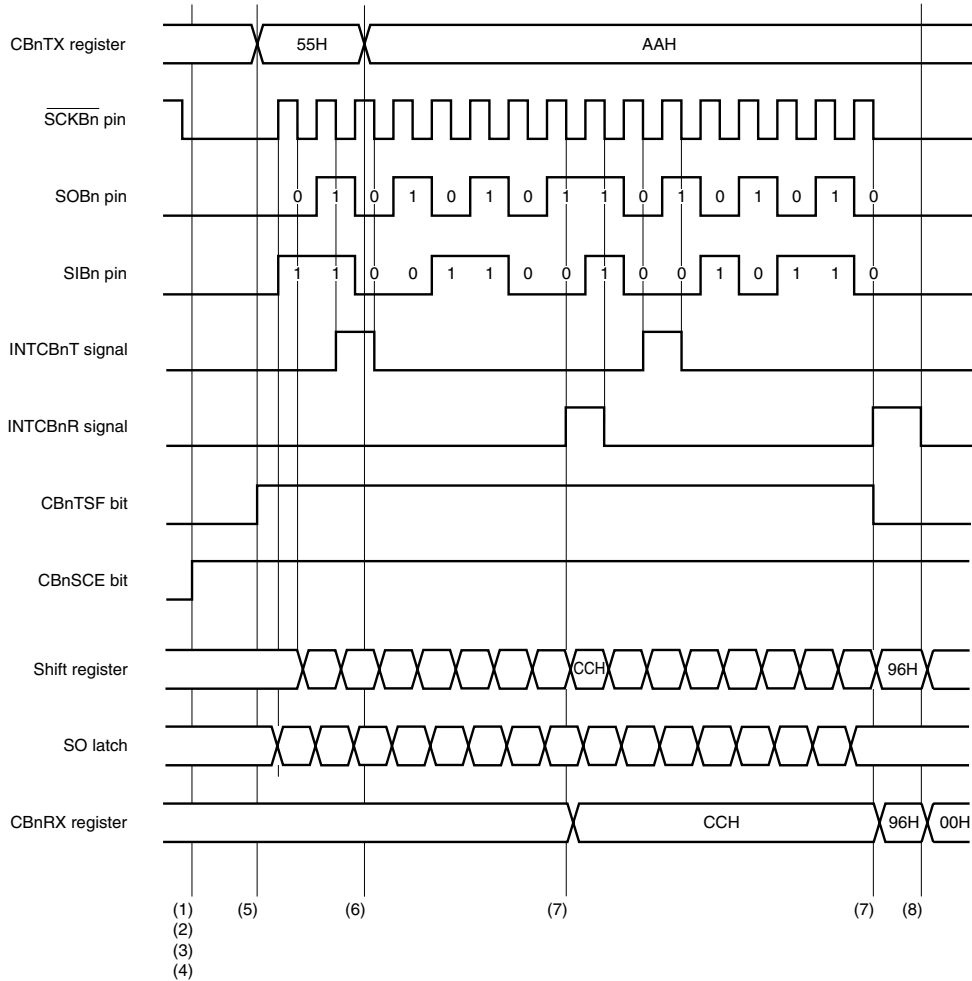 CBnTX register 55H AAH
SCKBn pin
SOBn pin 0 1 0 1 0 1 0 1 1 0 1 0 1 0 1 0
SIBn pin 1 1 0 0 1 1 0 0 1 0 0 1 0 1 1 0
INTCBnT signal
INTCBnR signal
CBnTSF bit
CBnSCE bit
Shift register CCH 96H
SO latch
CBnRX register CCH 96H 00H
(1) (5) (6) (7) (7) (8)
(2)
(3)
(4)